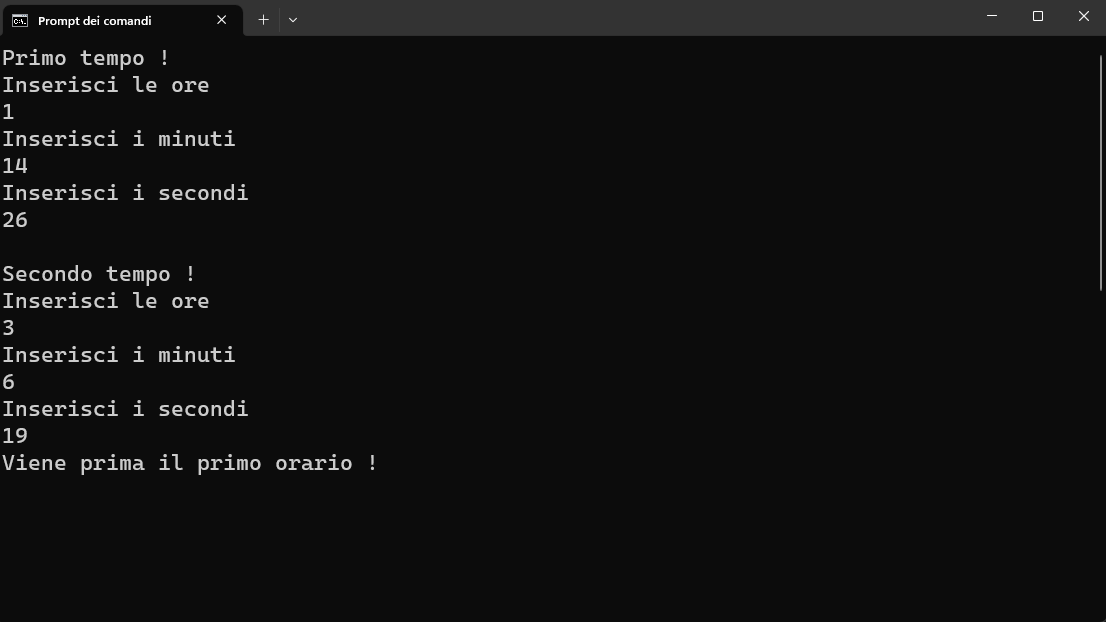 Prompt dei comandi
Primo tempo !
Inserisci le ore
1
Inserisci i minuti
14
Inserisci i secondi
26
Secondo tempo !
Inserisci le ore
3
Inserisci i minuti
6
Inserisci i secondi
19
Viene prima il primo orario !